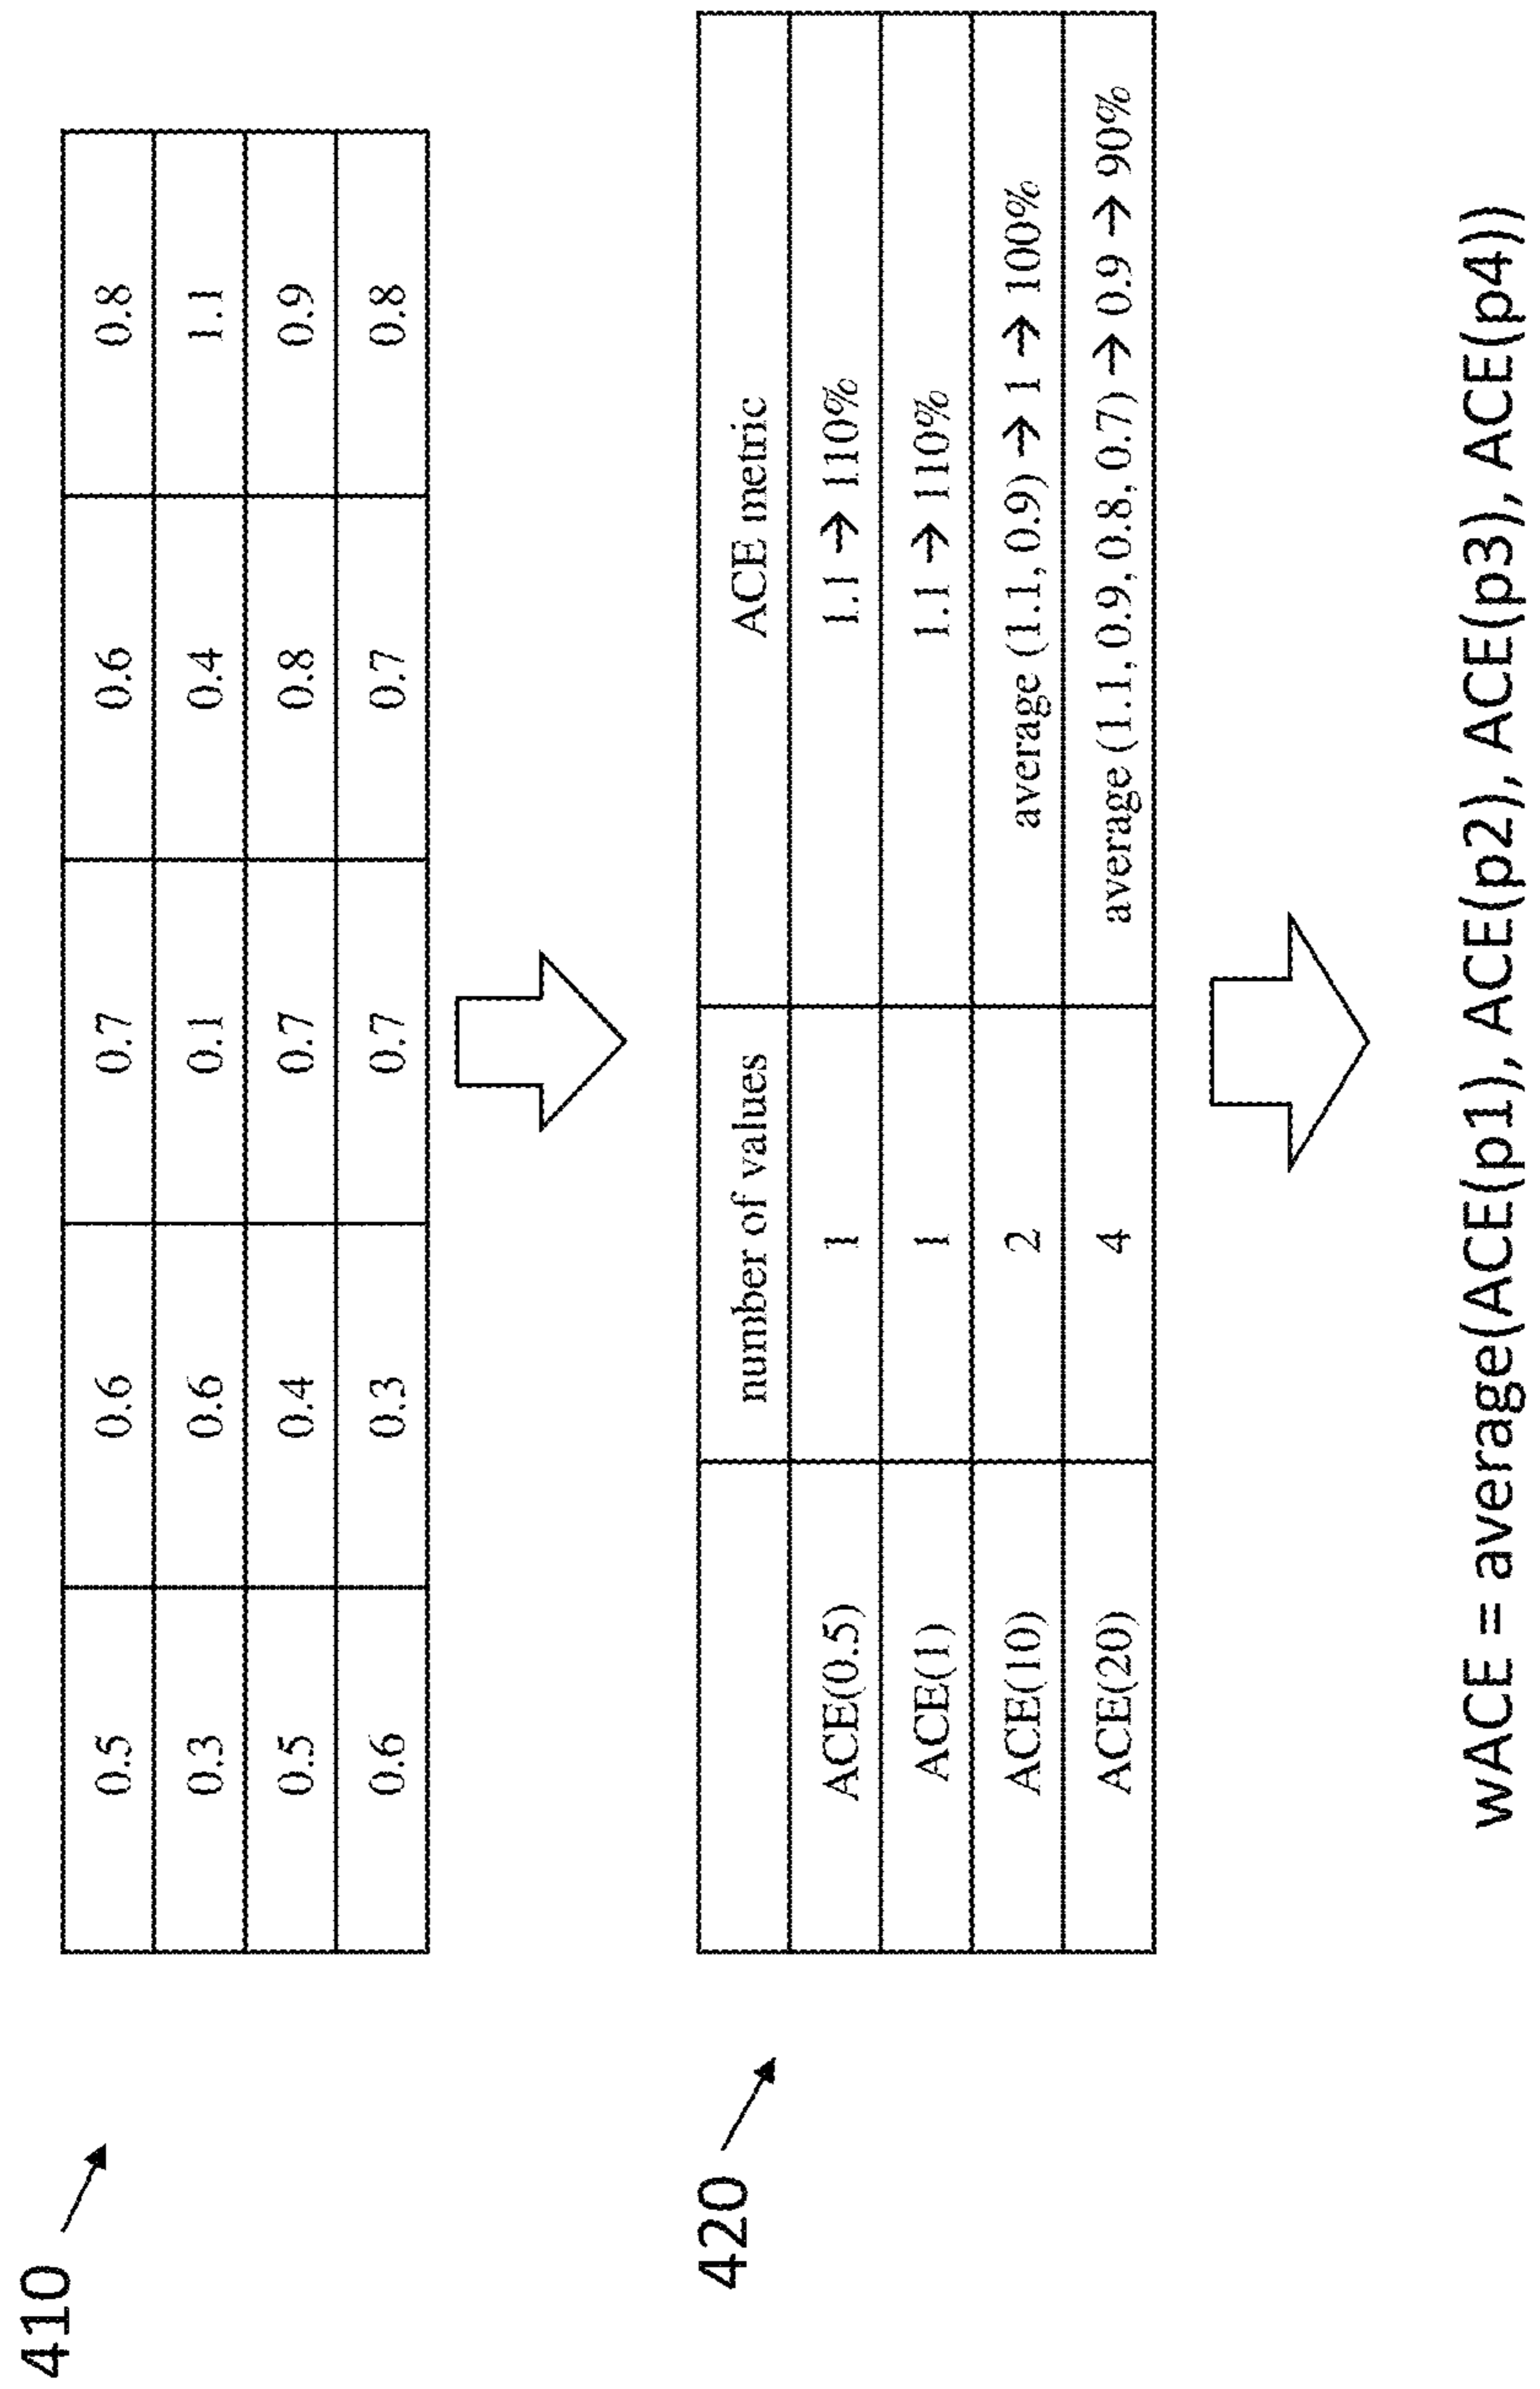 410
0.5 0.6 0.7 0.6 0.8
0.3 0.6 0.1 0.4 1.1
0.5 0.4 0.7 0.8 0.9
0.6 0.3 0.7 0.7 0.8
420
number of values ACE metric
ACE(0.5) 1 1.1 → 110%
ACE(1) 1 1.1 → 110%
ACE(10) 2 average (1.1, 0.9) → 1 → 100%
ACE(20) 4 average (1.1, 0.9, 0.8, 0.7) → 0.9 → 90%
wACE = average(ACE(p1), ACE(p2), ACE(p3), ACE(p4))